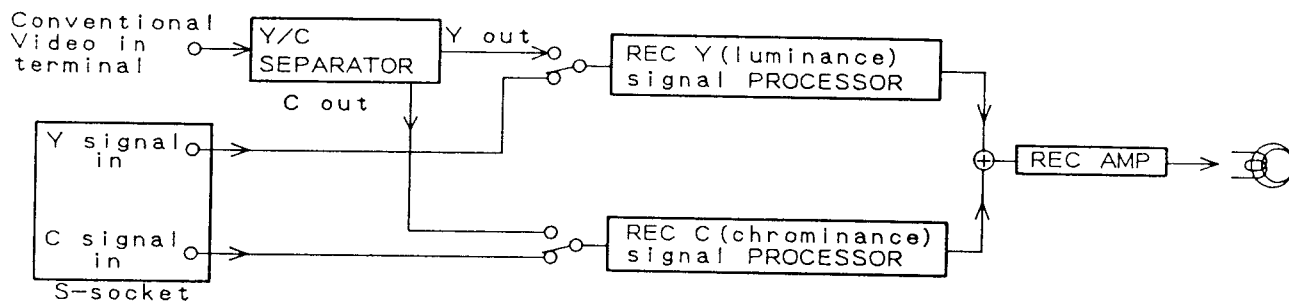 Conventional
Video in
terminal
Y/C
SEPARATOR
Y out
C out
REC Y(luminance)
signal PROCESSOR
Y signal
in
C signal
in
S-socket
REC C(chrominance)
signal PROCESSOR
REC AMP